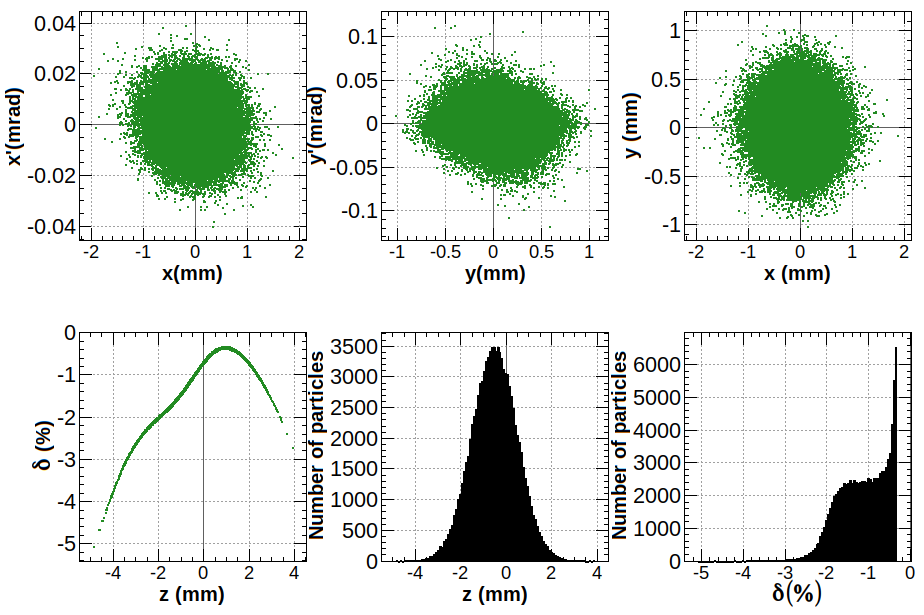 x'(mrad)
0.04
0.02
0
-0.02
-0.04
-2 -1 0 1 2
x(mm)
y'(mrad)
0.1
0.05
0
-0.05
-0.1
-1 -0.5 0 0.5 1
y(mm)
y (mm)
1
0.5
0
-0.5
-1
-2 -1 0 1 2
x (mm)
δ (%)
0
-1
-2
-3
-4
-5
-4 -2 0 2 4
z (mm)
Number of particles
3500
3000
2500
2000
1500
1000
500
0
-4 -2 0 2 4
z (mm)
Number of particles
6000
5000
4000
3000
2000
1000
0
-5 -4 -3 -2 -1 0
δ(%)